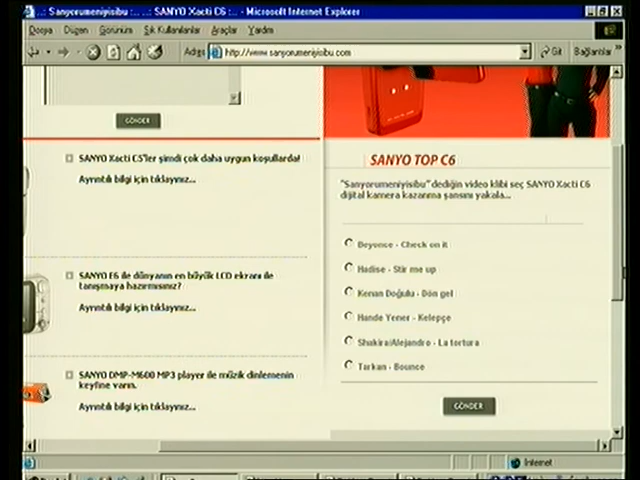 ..: Sanyorumeniyisibu :.. ..: SANYO Xacti C6 :.. - Microsoft Internet Explorer
Dosya Düzen Görünüm Sık Kullanılanlar Araçlar Yardım
Adres http://www.sanyorumeniyisibu.com Git Bağlantılar »
GÖNDER
SANYO Xacti C5'ler şimdi çok daha uygun koşullarda!
Ayrıntılı bilgi için tıklayınız...
SANYO E6 ile dünyanın en büyük LCD ekranı ile
tanışmaya hazırmısınız?
Ayrıntılı bilgi için tıklayınız...
SANYO DMP-M600 MP3 player ile müzik dinlemenin
keyfine varın.
Ayrıntılı bilgi için tıklayınız...
SANYO TOP C6
"Sanyorumeniyisibu" dediğin video klibi seç SANYO Xacti C6
dijital kamera kazanma şansını yakala...
Beyonce - Check on it
Hadise - Stir me up
Kenan Doğulu - Dön gel
Hande Yener - Kelepçe
Shakira/Alejandro - La tortura
Tarkan - Bounce
GÖNDER
Internet